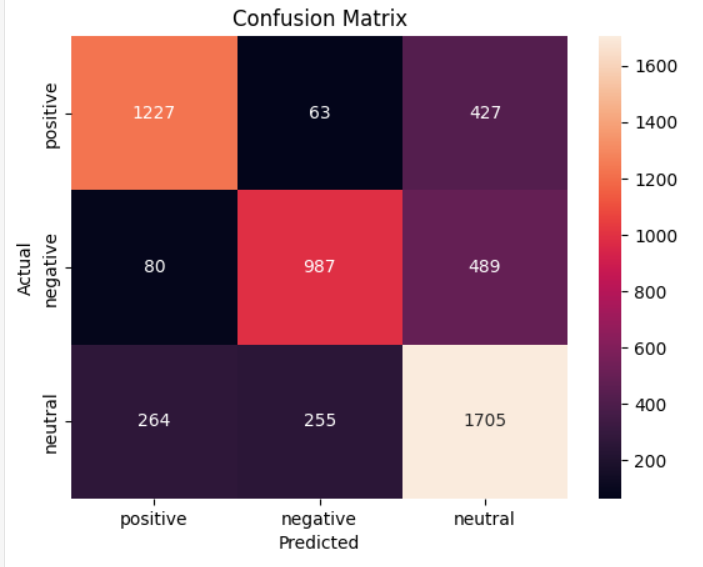 Confusion Matrix
positive
1227
63
427
Actual
negative
80
987
489
neutral
264
255
1705
positive
negative
neutral
Predicted
1600
1400
1200
1000
800
600
400
200